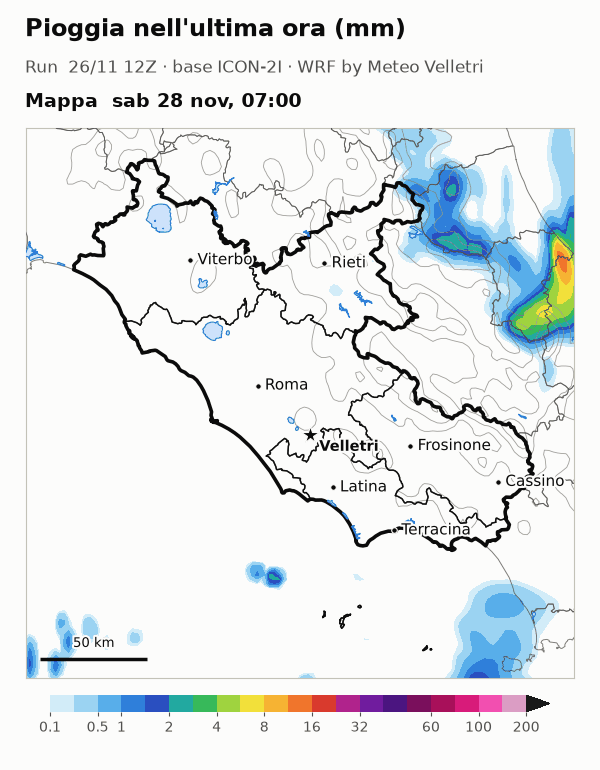 Pioggia nell'ultima ora (mm)
Run  26/11 12Z · base ICON-2I · WRF by Meteo Velletri
Mappa  sab 28 nov, 07:00
Viterbo
Rieti
Roma
Velletri
Frosinone
Latina
Cassino
Terracina
50 km
0.1 0.5 1 2 4 8 16 32 60 100 200